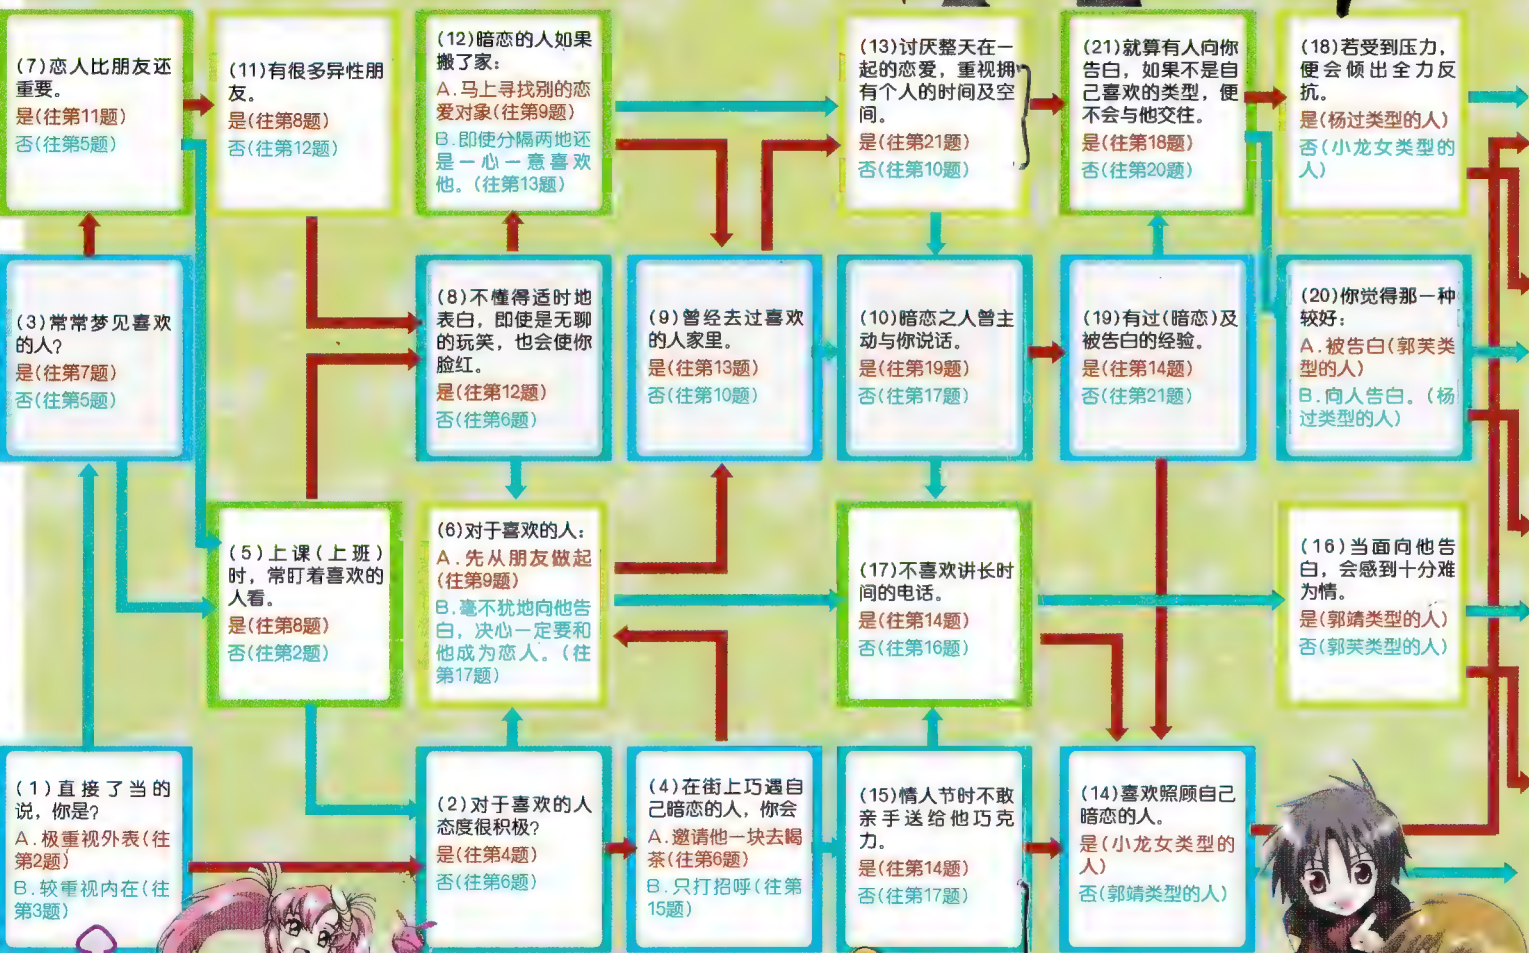 (7)恋人比朋友还
重要。
是(往第11题)
否(往第5题)
(11)有很多异性朋
友。
是(往第8题)
否(往第12题)
(12)暗恋的人如果
搬了家：
A.马上寻找别的恋
爱对象(往第9题)
B.即使分隔两地还
是一心一意喜欢
他。(往第13题)
(13)讨厌整天在一
起的恋爱，重视拥
有个人的时间及空
间。
是(往第21题)
否(往第10题)
(21)就算有人向你
告白，如果不是自
己喜欢的类型，便
不会与他交往。
是(往第18题)
否(往第20题)
(18)若受到压力，
便会倾出全力反
抗。
是(杨过类型的人)
否(小龙女类型的
人)
(3)常常梦见喜欢
的人?
是(往第7题)
否(往第5题)
(8)不懂得适时地
表白，即使是无聊
的玩笑，也会使你
脸红。
是(往第12题)
否(往第6题)
(9)曾经去过喜欢
的人家里。
是(往第13题)
否(往第10题)
(10)暗恋之人曾主
动与你说话。
是(往第19题)
否(往第17题)
(19)有过(暗恋)及
被告白的经验。
是(往第14题)
否(往第21题)
(20)你觉得那一种
较好：
A.被告白(郭芙类
型的人)
B.向人告白。(杨
过类型的人)
(5)上课(上班)
时，常盯着喜欢的
人看。
是(往第8题)
否(往第2题)
(6)对于喜欢的人：
A.先从朋友做起
(往第9题)
B.毫不犹地向他告
白，决心一定要和
他成为恋人。(往
第17题)
(17)不喜欢讲长时
间的电话。
是(往第14题)
否(往第16题)
(16)当面向他告
白，会感到十分难
为情。
是(郭靖类型的人)
否(郭芙类型的人)
(1)直接了当的
说，你是?
A.极重视外表(往
第2题)
B.较重视内在(往
第3题)
(2)对于喜欢的人
态度很积极?
是(往第4题)
否(往第6题)
(4)在街上巧遇自
己暗恋的人，你会
A.邀请他一块去喝
茶(往第6题)
B.只打招呼(往第
15题)
(15)情人节时不敢
亲手送给他巧克
力。
是(往第14题)
否(往第17题)
(14)喜欢照顾自己
暗恋的人。
是(小龙女类型的
人)
否(郭靖类型的人)